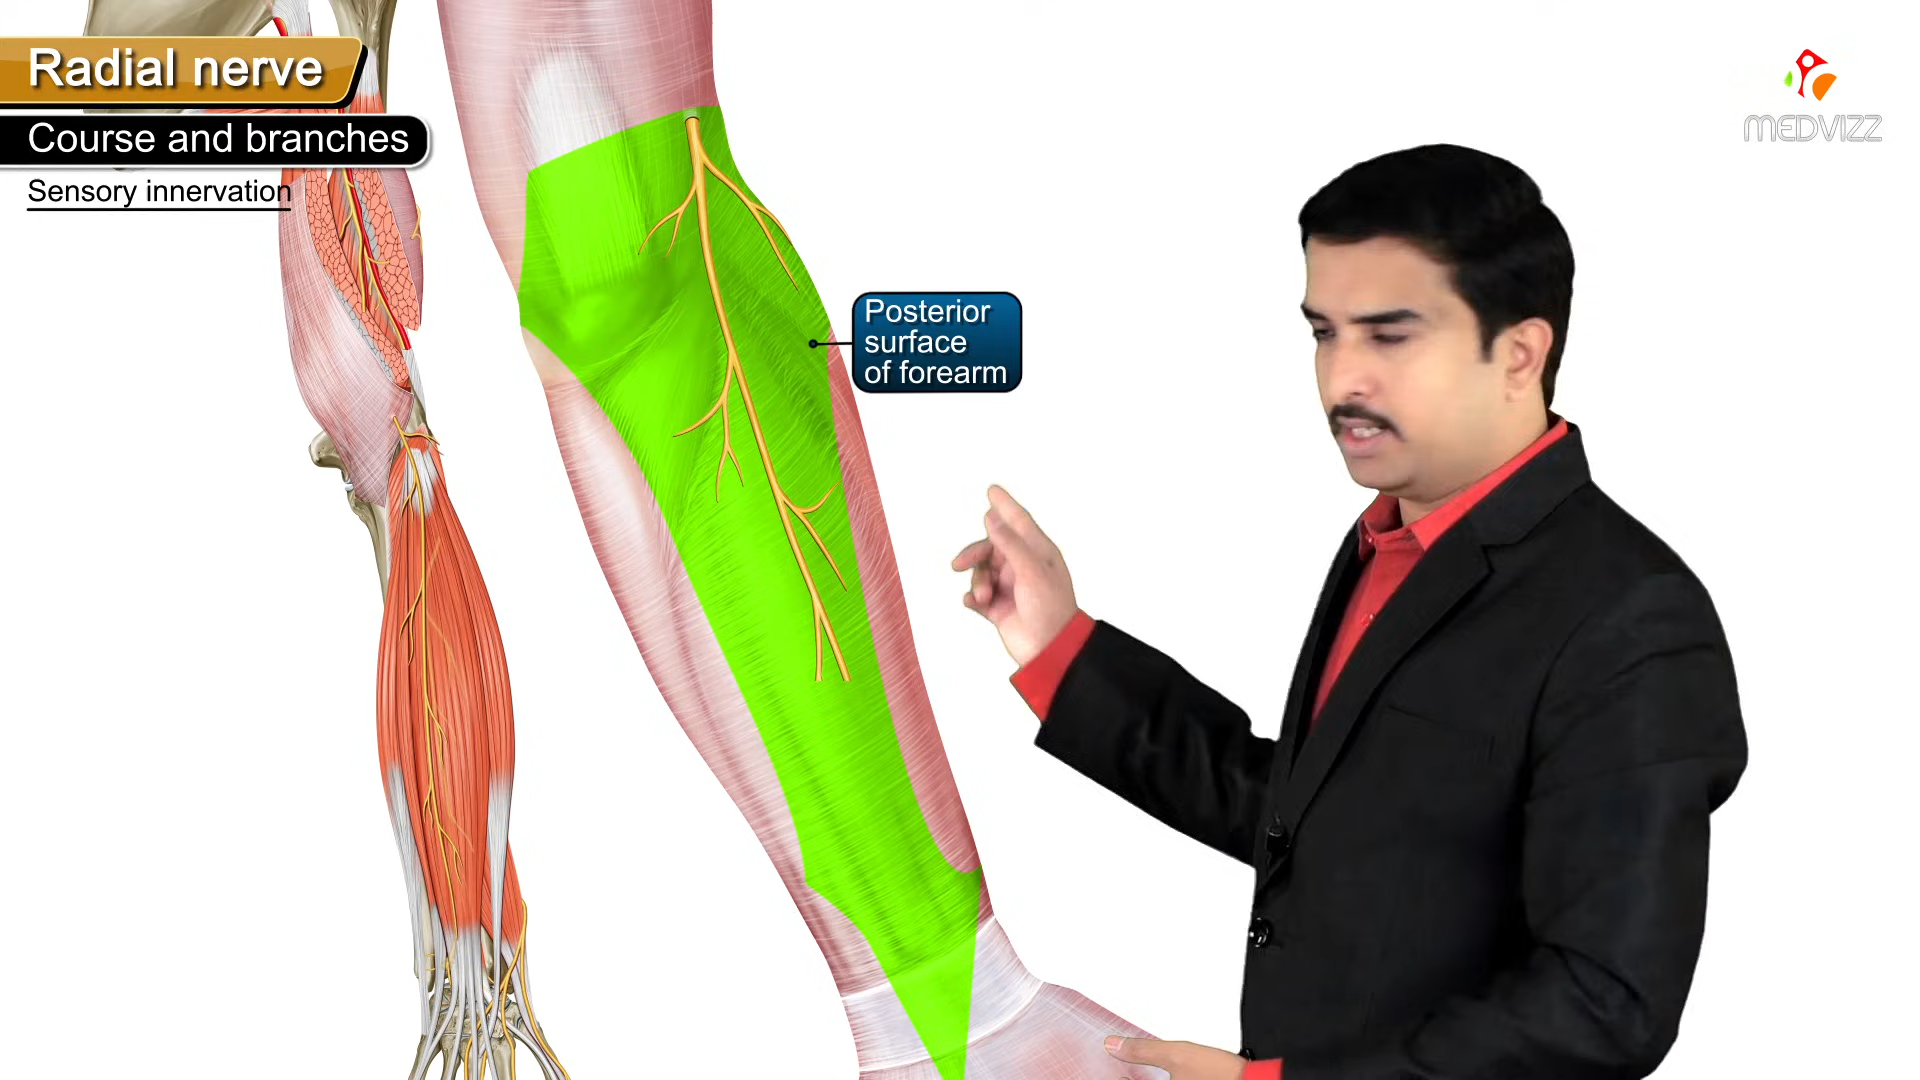 Radial nerve
Course and branches
Sensory innervation
MEDVIZZ
Posterior
surface
of forearm